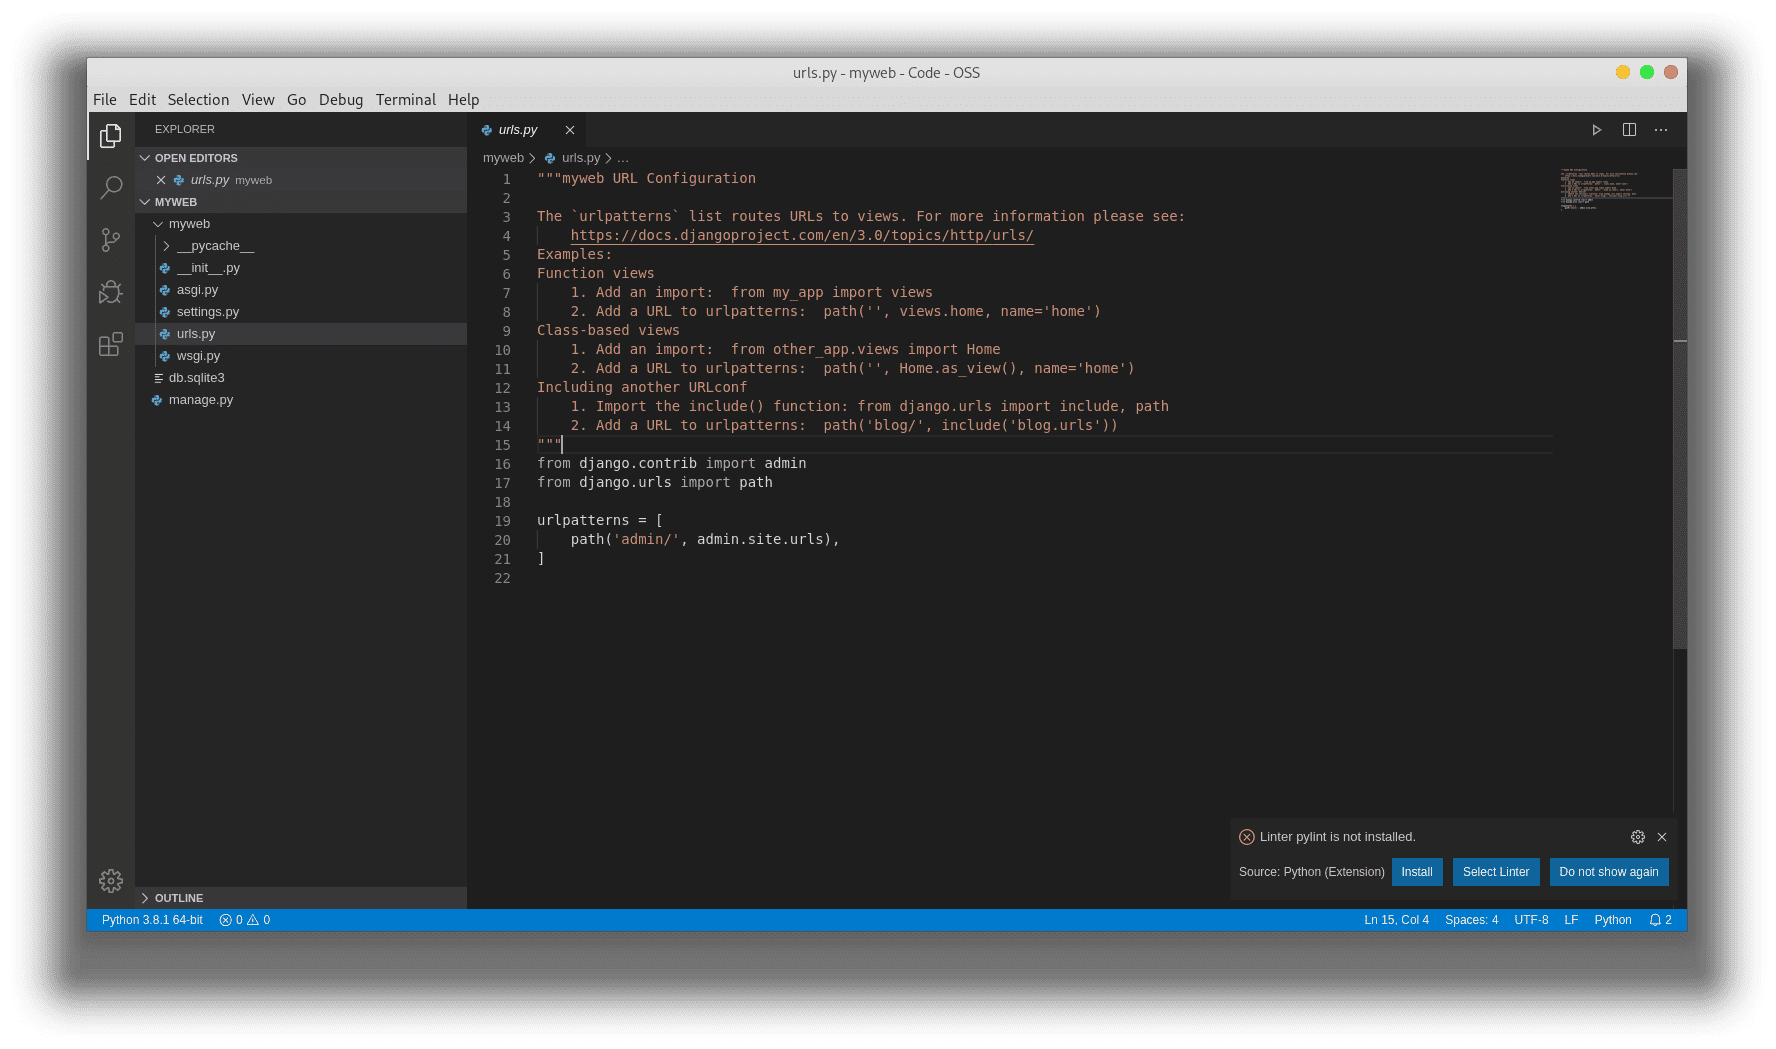 urls.py - myweb - Code - OSS
File Edit Selection View Go Debug Terminal Help
EXPLORER
OPEN EDITORS
urls.py myweb
MYWEB
myweb
__pycache__
__init__.py
asgi.py
settings.py
urls.py
wsgi.py
db.sqlite3
manage.py
OUTLINE
urls.py
myweb > urls.py > ...
1 """myweb URL Configuration
2
3 The `urlpatterns` list routes URLs to views. For more information please see:
4     https://docs.djangoproject.com/en/3.0/topics/http/urls/
5 Examples:
6 Function views
7     1. Add an import:  from my_app import views
8     2. Add a URL to urlpatterns:  path('', views.home, name='home')
9 Class-based views
10     1. Add an import:  from other_app.views import Home
11     2. Add a URL to urlpatterns:  path('', Home.as_view(), name='home')
12 Including another URLconf
13     1. Import the include() function: from django.urls import include, path
14     2. Add a URL to urlpatterns:  path('blog/', include('blog.urls'))
15 """
16 from django.contrib import admin
17 from django.urls import path
18
19 urlpatterns = [
20     path('admin/', admin.site.urls),
21 ]
22
Linter pylint is not installed.
Source: Python (Extension) Install Select Linter Do not show again
Python 3.8.1 64-bit 0 0 Ln 15, Col 4 Spaces: 4 UTF-8 LF Python 2